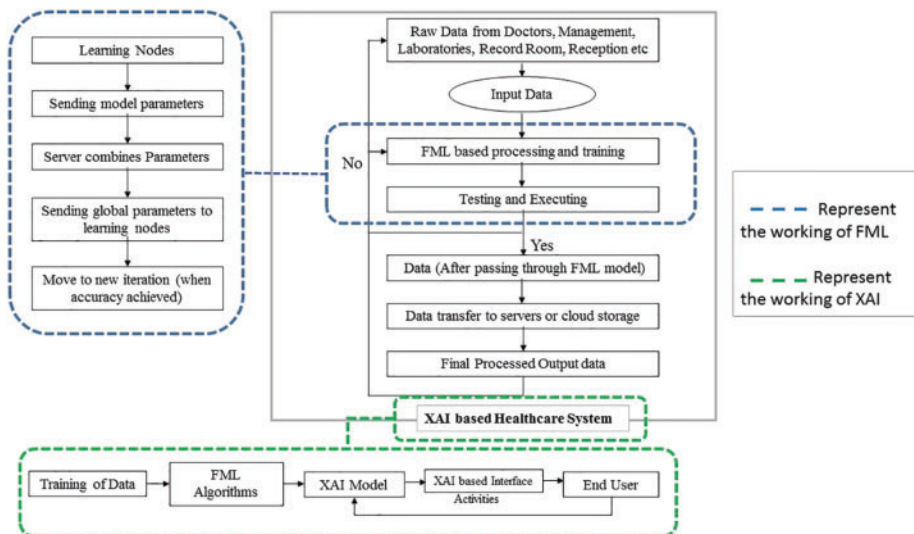 Learning Nodes
Sending model parameters
Server combines Parameters
Sending global parameters to
learning nodes
Move to new iteration (when
accuracy achieved)
Raw Data from Doctors, Management,
Laboratories, Record Room, Reception etc
Input Data
FML based processing and training
No
Testing and Executing
Yes
Data (After passing through FML model)
Data transfer to servers or cloud storage
Final Processed Output data
XAI based Healthcare System
Represent
the working of FML
Represent
the working of XAI
Training of Data
FML
Algorithms
XAI Model
XAI based Interface
Activities
End User